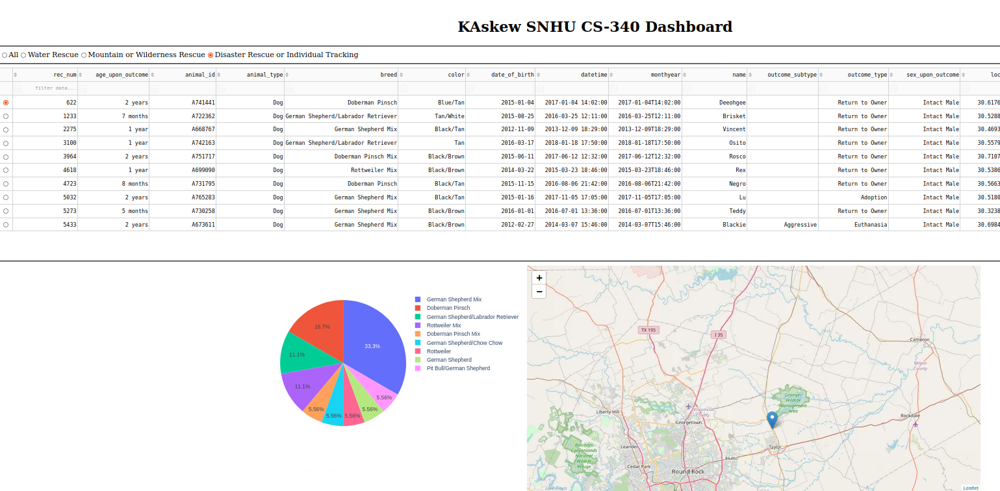 KAskew SNHU CS-340 Dashboard
All Water Rescue Mountain or Wilderness Rescue Disaster Rescue or Individual Tracking
rec_num age_upon_outcome animal_id animal_type breed color date_of_birth datetime monthyear name outcome_subtype outcome_type sex_upon_outcome loc
filter data...
622 2 years A741441 Dog Doberman Pinsch Blue/Tan 2015-01-04 2017-01-04 14:02:00 2017-01-04T14:02:00 Deeohgee Return to Owner Intact Male 30.6176
1233 7 months A722362 Dog German Shepherd/Labrador Retriever Tan/White 2015-08-25 2016-03-25 12:11:00 2016-03-25T12:11:00 Brisket Return to Owner Intact Male 30.5288
2275 1 year A668767 Dog German Shepherd Mix Black/Tan 2012-11-09 2013-12-09 18:29:00 2013-12-09T18:29:00 Vincent Return to Owner Intact Male 30.4693
3100 1 year A742163 Dog German Shepherd/Labrador Retriever Tan 2016-03-17 2018-01-18 17:50:00 2018-01-18T17:50:00 Osito Return to Owner Intact Male 30.5579
3964 2 years A751717 Dog Doberman Pinsch Mix Black/Brown 2015-06-11 2017-06-12 12:32:00 2017-06-12T12:32:00 Rosco Return to Owner Intact Male 30.7107
4618 1 year A699090 Dog Rottweiler Mix Black/Brown 2014-03-22 2015-03-23 18:46:00 2015-03-23T18:46:00 Rex Return to Owner Intact Male 30.5386
4723 8 months A731795 Dog Doberman Pinsch Black/Tan 2015-11-15 2016-08-06 21:42:00 2016-08-06T21:42:00 Negro Return to Owner Intact Male 30.5663
5032 2 years A765283 Dog German Shepherd Mix Black/Tan 2015-01-16 2017-11-05 17:05:00 2017-11-05T17:05:00 Lu Adoption Intact Male 30.5180
5273 5 months A730258 Dog German Shepherd Mix Black/Brown 2016-01-01 2016-07-01 13:36:00 2016-07-01T13:36:00 Teddy Return to Owner Intact Male 30.3238
5433 2 years A673611 Dog German Shepherd Mix Black/Brown 2012-02-27 2014-03-07 15:46:00 2014-03-07T15:46:00 Blackie Aggressive Euthanasia Intact Male 30.6984
German Shepherd Mix
Doberman Pinsch
German Shepherd/Labrador Retriever
Rottweiler Mix
Doberman Pinsch Mix
German Shepherd/Chow Chow
Rottweiler
German Shepherd
Pit Bull/German Shepherd
16.7%
33.3%
11.1%
11.1%
5.56%
5.56%
5.56%
5.56%
5.56%
+
−
TX 195
I 35
Cameron
Milam
County
Granger
Wildlife
Management
Area
Liberty Hill
Williamson
County
Georgetown
Rockdale
Leander
Balcones
Canyonlands
National
Wildlife
Refuge
Taylor
Hutto
Cedar Park
Round Rock
Lake Travis
Leaflet